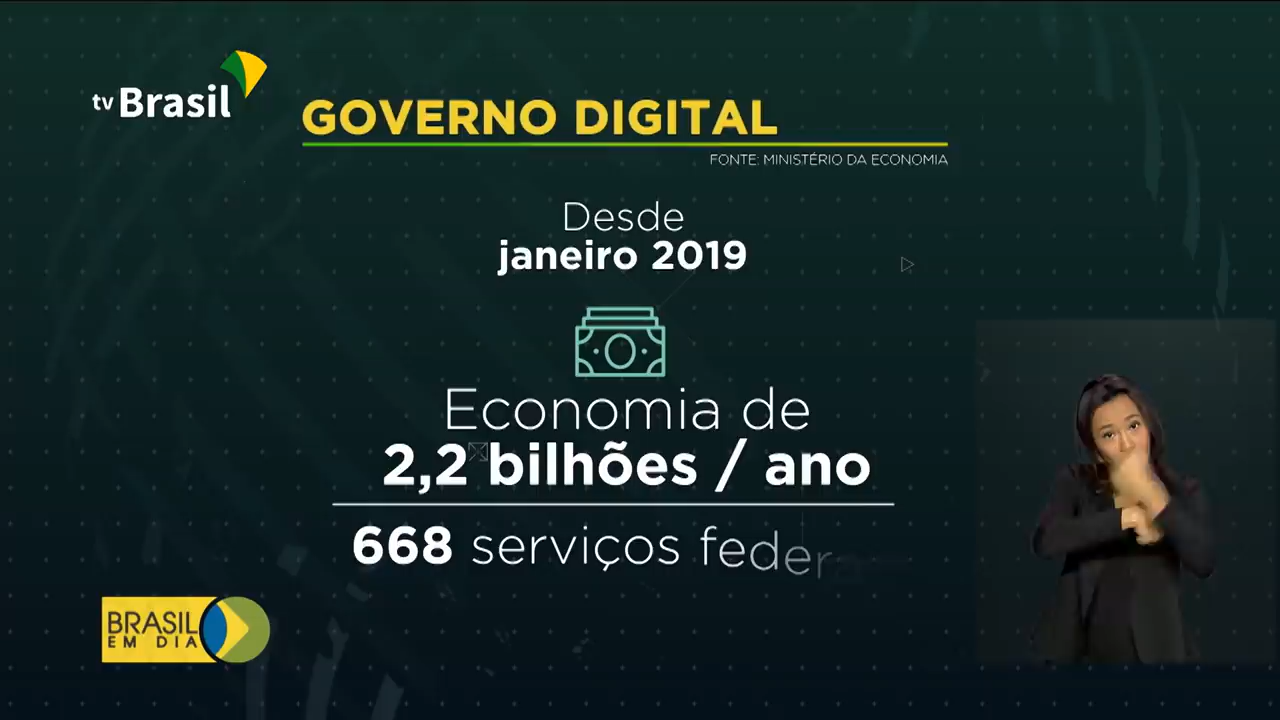 tv Brasil
GOVERNO DIGITAL
FONTE: MINISTÉRIO DA ECONOMIA
Desde
janeiro 2019
Economia de
2,2 bilhões / ano
668 serviços feder
BRASIL
EM DIA